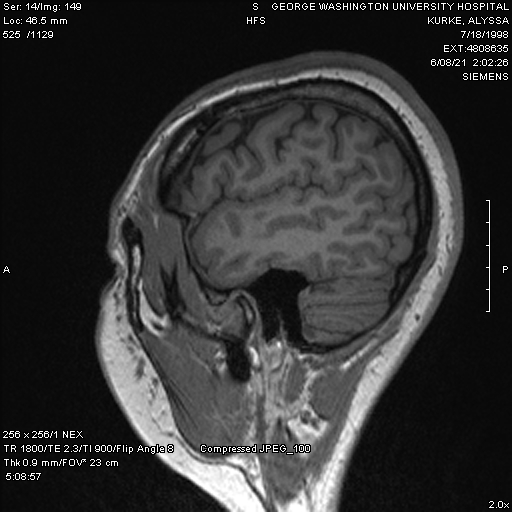 Ser: 14/Img: 149
Loc: 46.5 mm
525 /1129
S GEORGE WASHINGTON UNIVERSITY HOSPITAL
HFS KURKE, ALYSSA
7/18/1998
EXT:4808635
6/08/21 2:02:26
SIEMENS
A
P
256 x 256/1 NEX
TR 1800/TE 2.3/TI 900/Flip Angle 8 Compressed JPEG_100
Thk 0.9 mm/FOV* 23 cm
5:08:57
2.0x